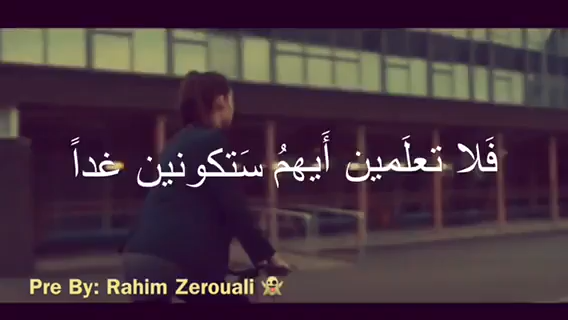 فَلا تعلَمين أَيهمُ سَتكونين غداً
Pre By: Rahim Zerouali 👻